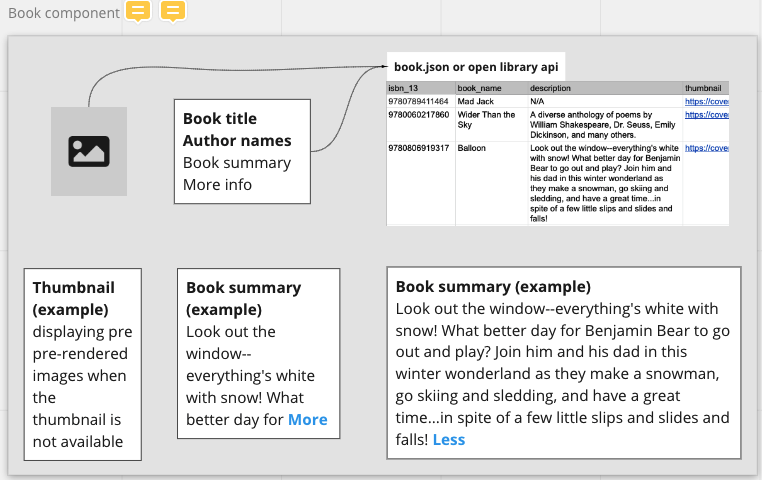 Book component
book.json or open library api
isbn_13 book_name description thumbnail
9780789411464 Mad Jack N/A https://cove
9780060217860 Wider Than the Sky A diverse anthology of poems by
William Shakespeare, Dr. Seuss, Emily
Dickinson, and many others. https://cove
9780806919317 Balloon Look out the window--everything's white
with snow! What better day for Benjamin
Bear to go out and play? Join him and
his dad in this winter wonderland as
they make a snowman, go skiing and
sledding, and have a great time...in
spite of a few little slips and slides and
falls! https://cove
Book title
Author names
Book summary
More info
Thumbnail
(example)
displaying pre
pre-rendered
images when
the
thumbnail is
not available
Book summary
(example)
Look out the
window--
everything's white
with snow! What
better day for More
Book summary (example)
Look out the window--everything's white with
snow! What better day for Benjamin Bear to go
out and play? Join him and his dad in this
winter wonderland as they make a snowman,
go skiing and sledding, and have a great
time...in spite of a few little slips and slides and
falls! Less